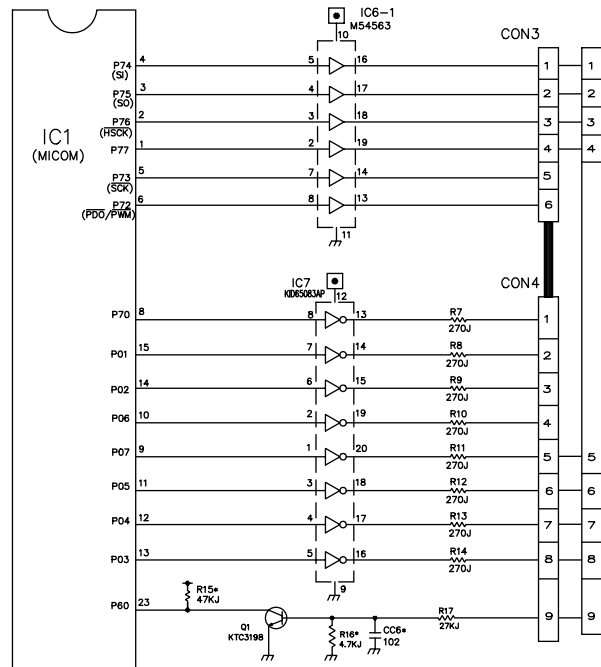 IC6-1
M54563
10
CON3
P74 4 5 16 1 1
(SI)
P75 3 4 17 2 2
(SO)
P76 2 3 18 3 3
(HSCK)
P77 1 2 19 4 4
IC1
(MICOM)
P73 5 7 14 5
(SCK)
P72 6 8 13 6
(PDO/PWM)
11
IC7
KID65083AP
12
CON4
P70 8 8 13 R7 1
270J
P01 15 7 14 R8 2
270J
P02 14 6 15 R9 3
270J
P06 10 2 19 R10 4
270J
P07 9 1 20 R11 5 5
270J
P05 11 3 18 R12 6 6
270J
P04 12 4 17 R13 7 7
270J
P03 13 5 16 R14 8 8
270J
9
R15*
47KJ
P60 23
Q1
KTC3198
R16*
4.7KJ
CC6*
102
R17
27KJ
9 9